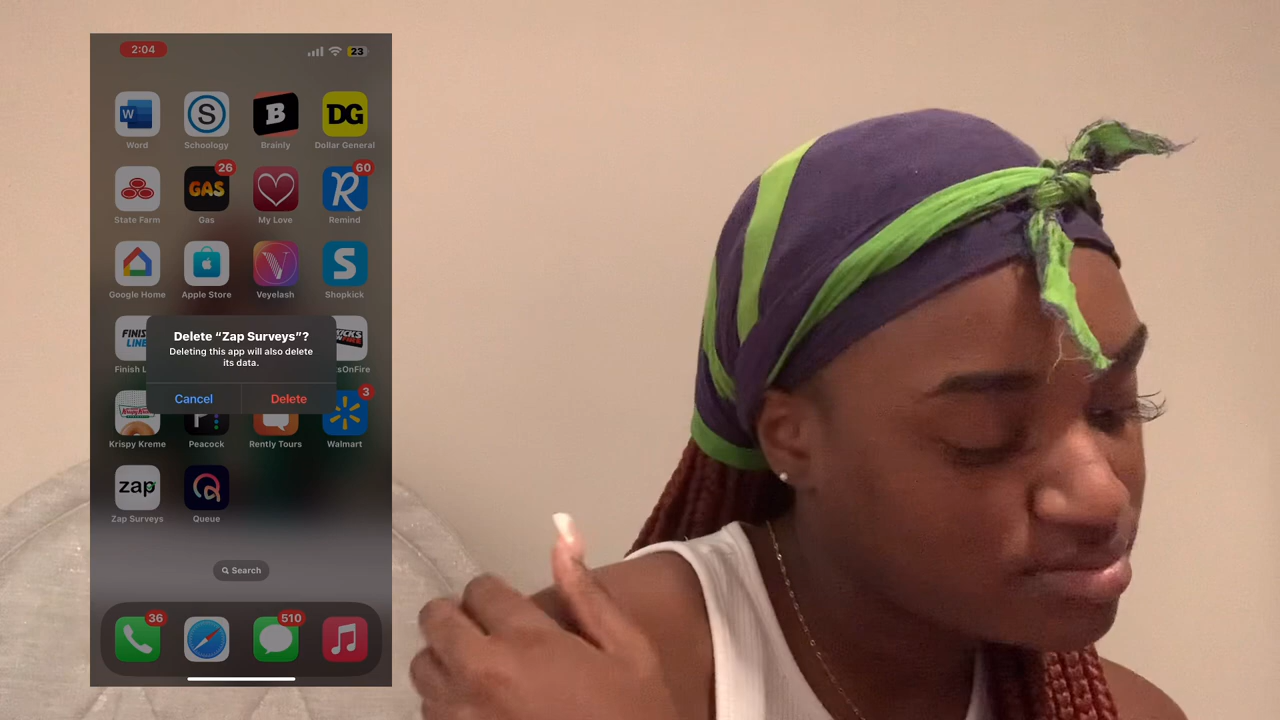 2:04
23
W
S
B
DG
Word
Schoology
Brainly
Dollar General
26
60
GAS
R
State Farm
Gas
My Love
Remind
V
S
Google Home
Apple Store
Veyelash
Shopkick
FINIS
LINE
Delete “Zap Surveys”?
Deleting this app will also delete
its data.
Cancel
Delete
Finish L
sOnFire
3
Krispy Kreme
Peacock
Rently Tours
Walmart
zap
Zap Surveys
Queue
Search
36
510